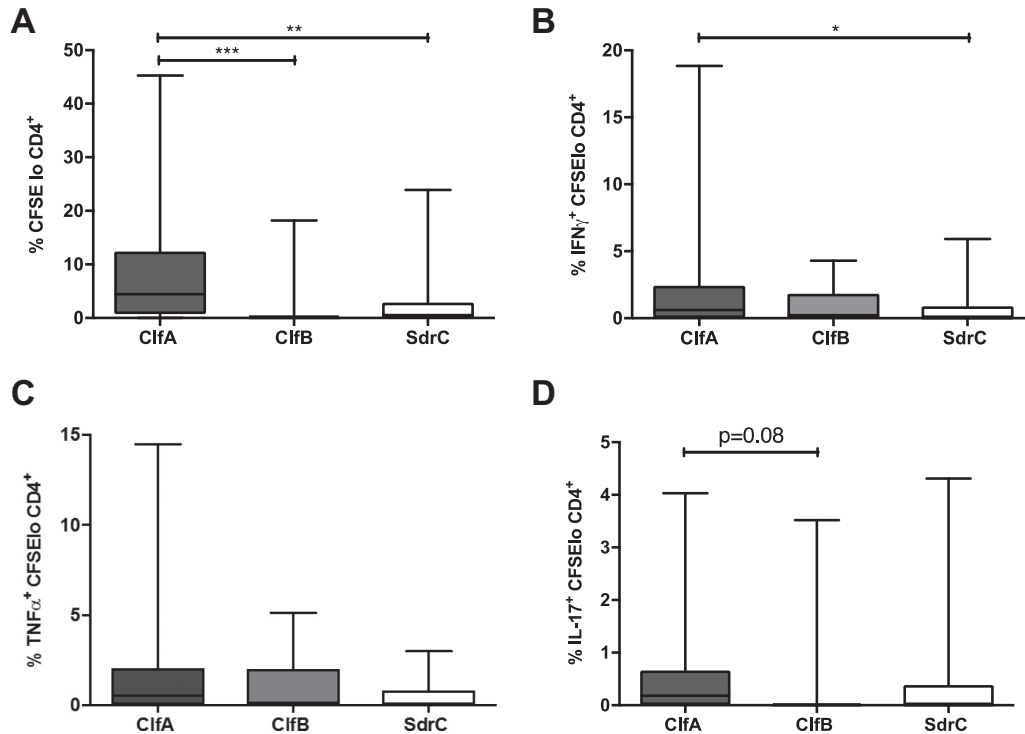 A
**
***
% CFSE lo CD4⁺
50
40
30
20
10
0
ClfA ClfB SdrC
B
*
% IFNγ⁺ CFSElo CD4⁺
20
15
10
5
0
ClfA ClfB SdrC
C
% TNFα⁺ CFSElo CD4⁺
15
10
5
0
ClfA ClfB SdrC
D
p=0.08
% IL-17⁺ CFSElo CD4⁺
5
4
3
2
1
0
ClfA ClfB SdrC